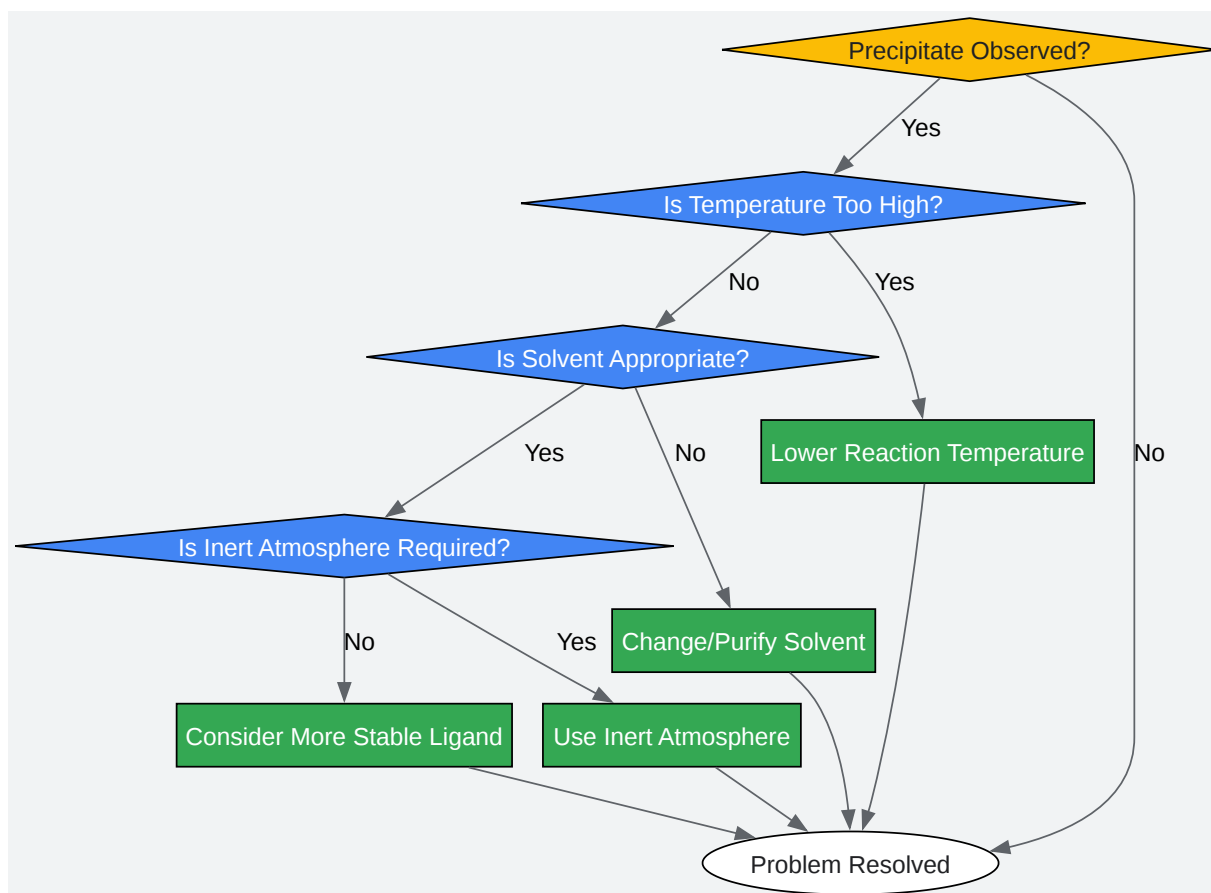 Precipitate Observed?
Yes
Is Temperature Too High?
No
Yes
Is Solvent Appropriate?
Lower Reaction Temperature
Yes
No
No
Is Inert Atmosphere Required?
No
Yes
Change/Purify Solvent
Consider More Stable Ligand
Use Inert Atmosphere
Problem Resolved